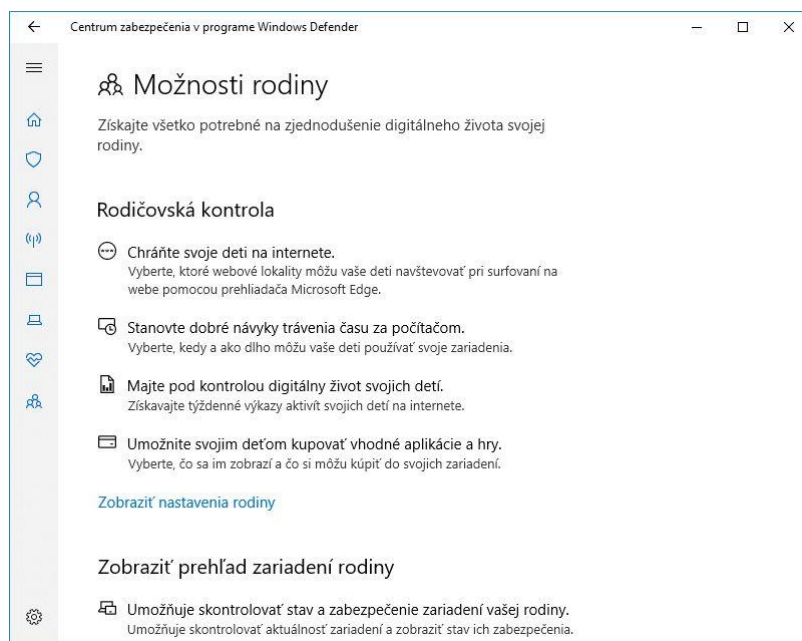 Centrum zabezpečenia v programe Windows Defender
Možnosti rodiny
Získajte všetko potrebné na zjednodušenie digitálneho života svojej
rodiny.
Rodičovská kontrola
Chráňte svoje deti na internete.
Vyberte, ktoré webové lokality môžu vaše deti navštevovať pri surfovaní na
webe pomocou prehliadača Microsoft Edge.
Stanovte dobré návyky trávenia času za počítačom.
Vyberte, kedy a ako dlho môžu vaše deti používať svoje zariadenia.
Majte pod kontrolou digitálny život svojich detí.
Získavajte týždenné výkazy aktivít svojich detí na internete.
Umožnite svojim deťom kupovať vhodné aplikácie a hry.
Vyberte, čo sa im zobrazí a čo si môžu kúpiť do svojich zariadení.
Zobraziť nastavenia rodiny
Zobraziť prehľad zariadení rodiny
Umožňuje skontrolovať stav a zabezpečenie zariadení vašej rodiny.
Umožňuje skontrolovať aktuálnosť zariadení a zobraziť stav ich zabezpečenia.